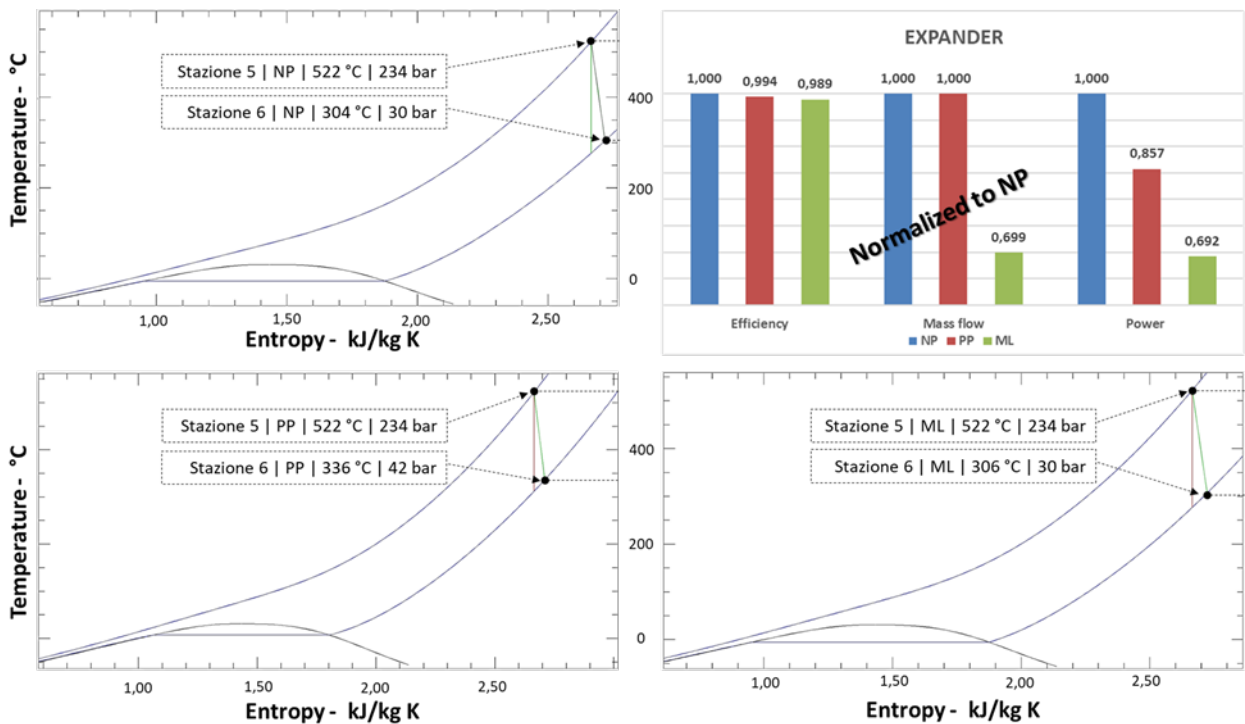 Temperature - °C
Stazione 5 | NP | 522 °C | 234 bar
Stazione 6 | NP | 304 °C | 30 bar
400
200
0
1,00 1,50 2,00 2,50
Entropy - kJ/kg K
EXPANDER
1,000 0,994 0,989 1,000 1,000 0,699 1,000 0,857 0,692
Normalized to NP
Efficiency Mass flow Power
NP PP ML
Temperature - °C
Stazione 5 | PP | 522 °C | 234 bar
Stazione 6 | PP | 336 °C | 42 bar
1,00 1,50 2,00 2,50
Entropy - kJ/kg K
400
200
0
Stazione 5 | ML | 522 °C | 234 bar
Stazione 6 | ML | 306 °C | 30 bar
1,00 1,50 2,00 2,50
Entropy - kJ/kg K